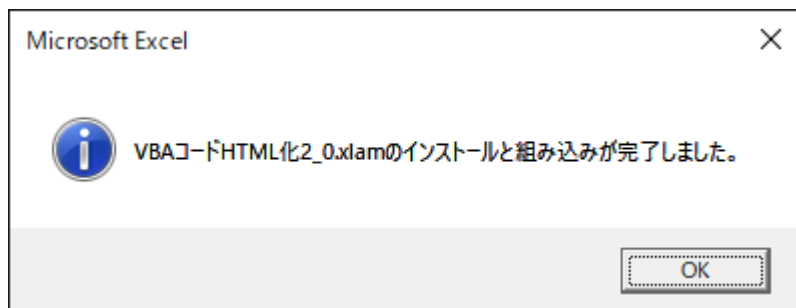 Microsoft Excel
VBAコードHTML化2_0.xlamのインストールと組み込みが完了しました。
OK